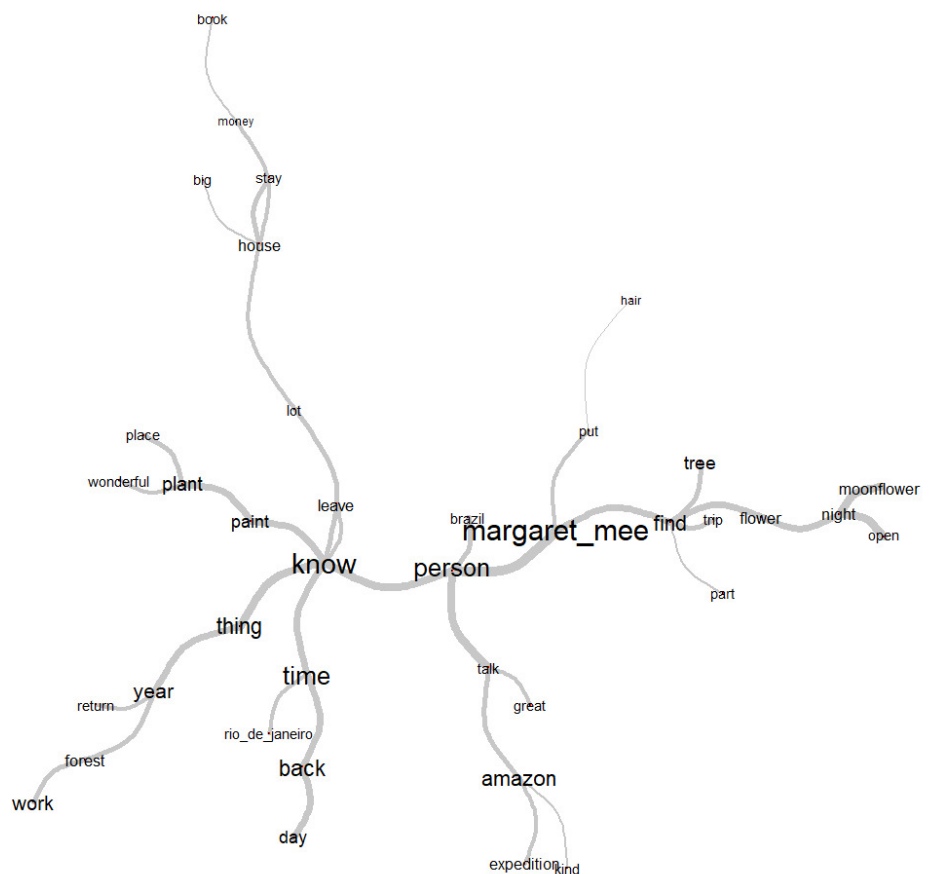 book
money
big
stay
house
hair
lot
put
place
tree
wonderful
plant
moonflower
leave
paint
brazil
margaret_mee
find
trip
flower
night
open
know
person
part
thing
talk
time
year
return
great
rio_de_janeiro
forest
back
amazon
work
day
expedition
kind